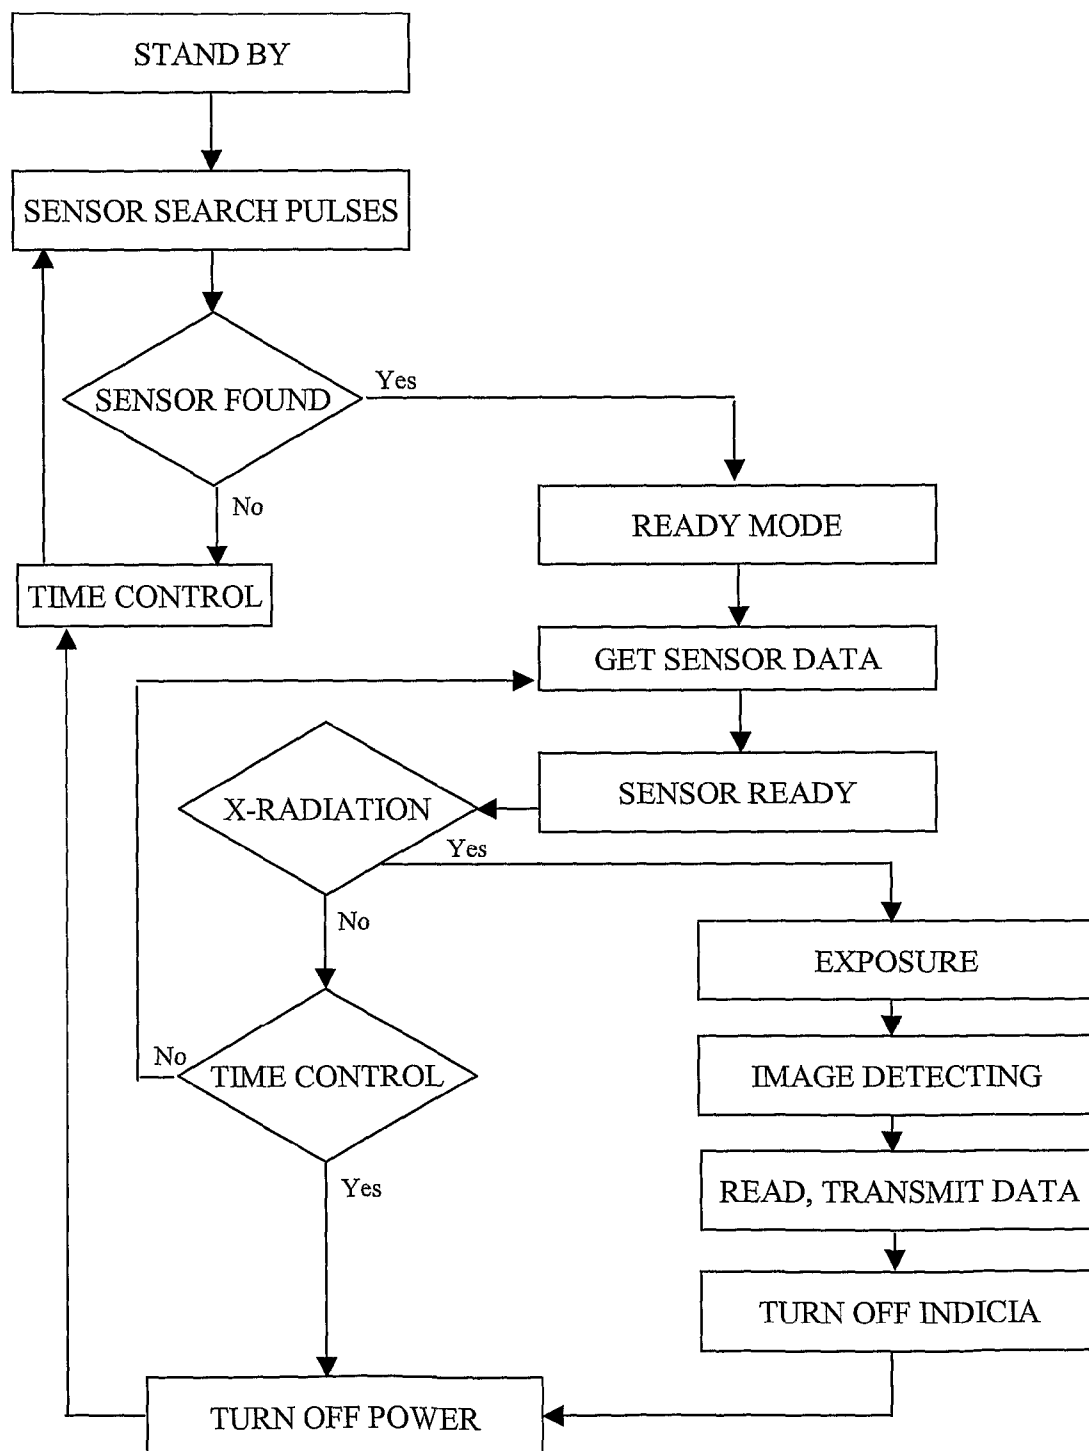 STAND BY
SENSOR SEARCH PULSES
SENSOR FOUND
Yes
No
READY MODE
TIME CONTROL
GET SENSOR DATA
SENSOR READY
X-RADIATION
Yes
No
EXPOSURE
IMAGE DETECTING
No
TIME CONTROL
Yes
READ, TRANSMIT DATA
TURN OFF INDICIA
TURN OFF POWER